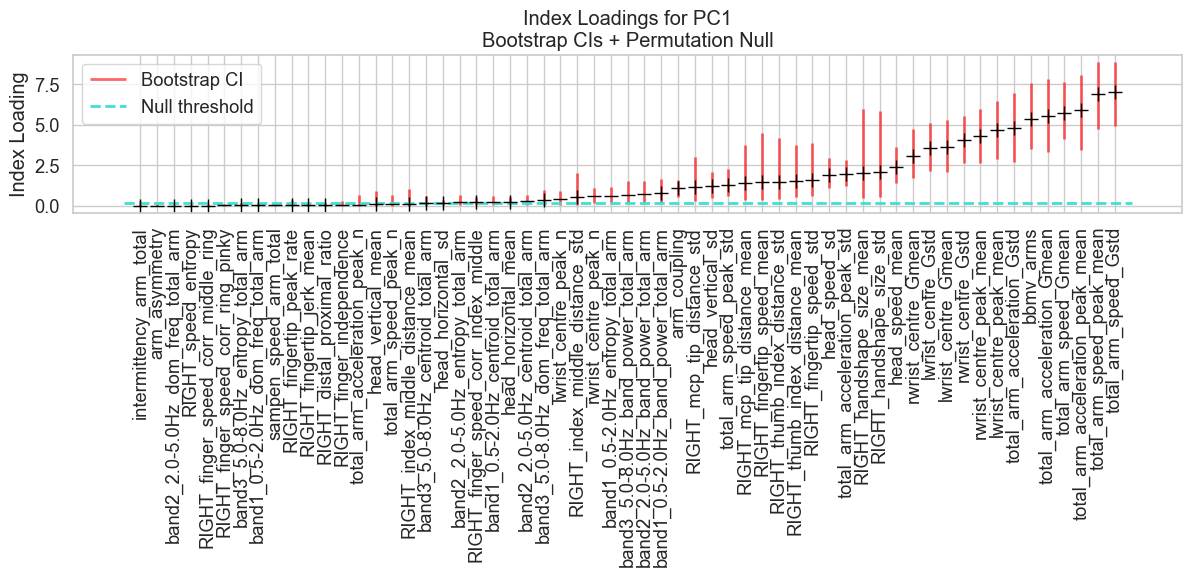 Index Loadings for PC1
Bootstrap CIs + Permutation Null
Index Loading
7.5
5.0
2.5
0.0
Bootstrap CI
Null threshold
intermittency_arm_total
arm_asymmetry
band2_2.0-5.0Hz_dom_freq_total_arm
RIGHT_speed_entropy
RIGHT_finger_speed_corr_middle_ring
RIGHT_finger_speed_corr_ring_pinky
band3_5.0-8.0Hz_entropy_total_arm
band1_0.5-2.0Hz_dom_freq_total_arm
sampen_speed_arm_total
RIGHT_fingertip_peak_rate
RIGHT_fingertip_jerk_mean
RIGHT_distal_proximal_ratio
RIGHT_finger_independence
total_arm_acceleration_peak_n
head_vertical_mean
total_arm_speed_peak_n
RIGHT_index_middle_distance_mean
band3_5.0-8.0Hz_centroid_total_arm
head_horizontal_sd
band2_2.0-5.0Hz_entropy_total_arm
RIGHT_finger_speed_corr_index_middle
band1_0.5-2.0Hz_centroid_total_arm
head_horizontal_mean
band2_2.0-5.0Hz_centroid_total_arm
band3_5.0-8.0Hz_dom_freq_total_arm
lwrist_centre_peak_n
RIGHT_index_middle_distance_std
rwrist_centre_peak_n
band1_0.5-2.0Hz_entropy_total_arm
band3_5.0-8.0Hz_band_power_total_arm
band2_2.0-5.0Hz_band_power_total_arm
band1_0.5-2.0Hz_band_power_total_arm
arm_coupling
RIGHT_mcp_tip_distance_std
head_vertical_sd
total_arm_speed_peak_std
RIGHT_mcp_tip_distance_mean
RIGHT_fingertip_speed_mean
RIGHT_thumb_index_distance_std
RIGHT_thumb_index_distance_mean
RIGHT_fingertip_speed_std
head_speed_sd
total_arm_acceleration_peak_std
RIGHT_handshape_size_mean
RIGHT_handshape_size_std
head_speed_mean
rwrist_centre_Gmean
lwrist_centre_Gstd
lwrist_centre_Gmean
rwrist_centre_Gstd
rwrist_centre_peak_mean
lwrist_centre_peak_mean
total_arm_acceleration_Gstd
bbmv_arms
total_arm_acceleration_Gmean
total_arm_speed_Gmean
total_arm_acceleration_peak_mean
total_arm_speed_peak_mean
total_arm_speed_Gstd